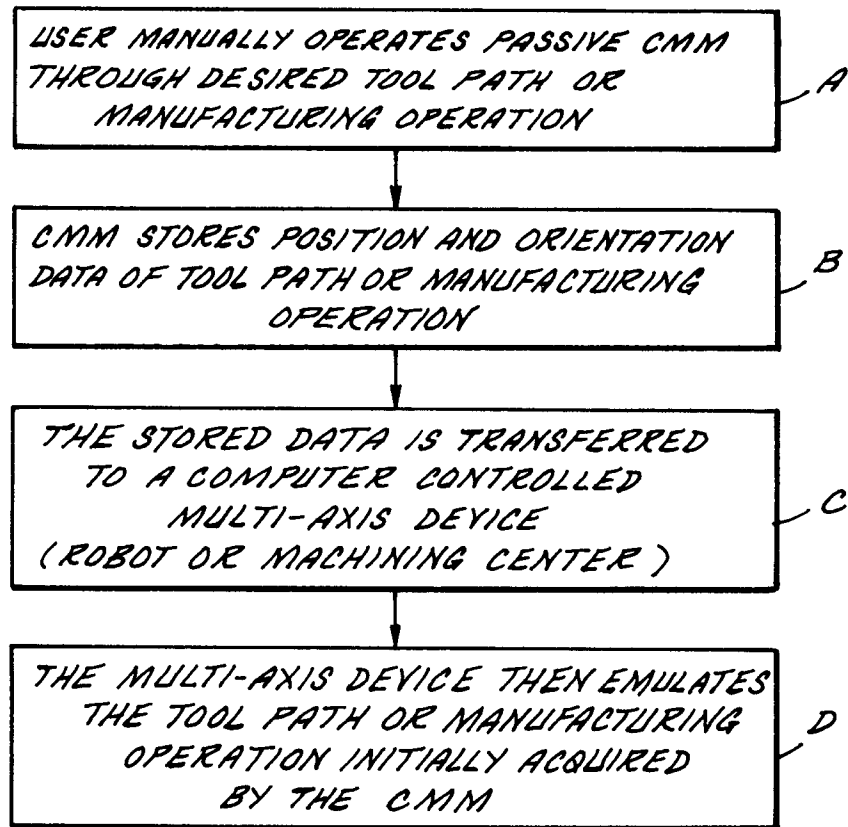 USER MANUALLY OPERATES PASSIVE CMM
THROUGH DESIRED TOOL PATH OR
MANUFACTURING OPERATION
A
CMM STORES POSITION AND ORIENTATION
DATA OF TOOL PATH OR MANUFACTURING
OPERATION
B
THE STORED DATA IS TRANSFERRED
TO A COMPUTER CONTROLLED
MULTI-AXIS DEVICE
(ROBOT OR MACHINING CENTER)
C
THE MULTI-AXIS DEVICE THEN EMULATES
THE TOOL PATH OR MANUFACTURING
OPERATION INITIALLY ACQUIRED
BY THE CMM
D